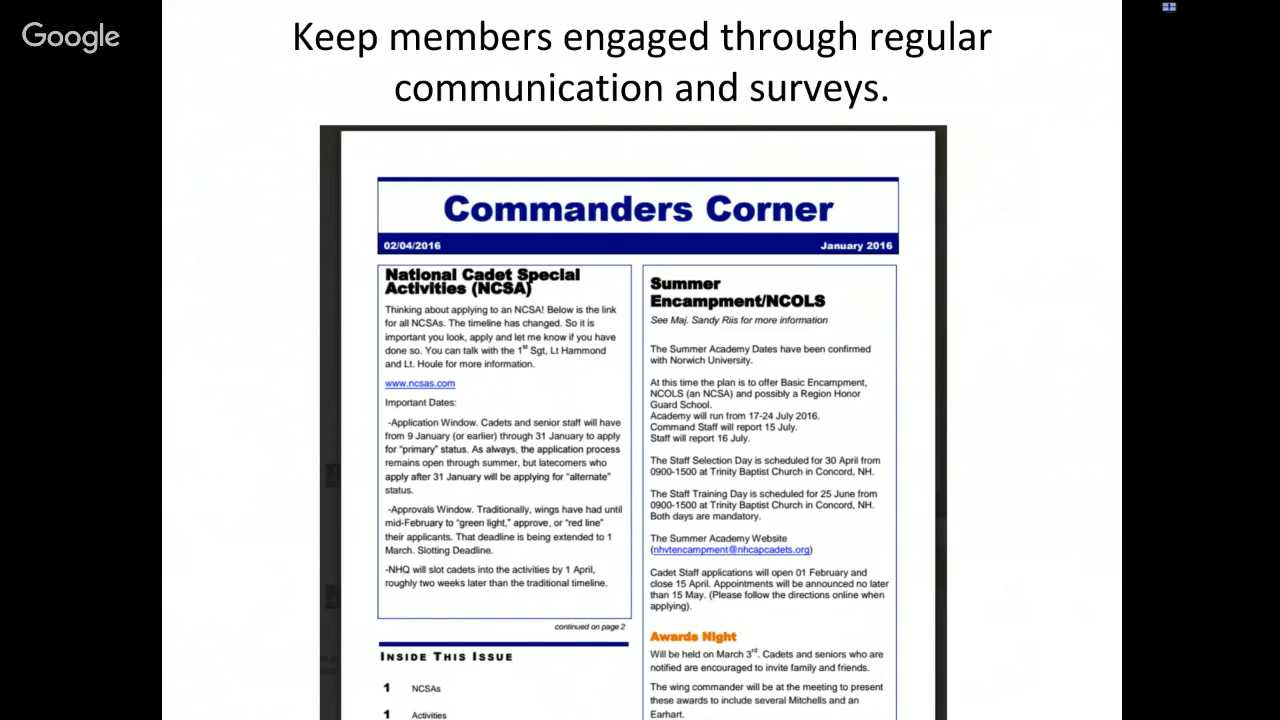 Google
Keep members engaged through regular
communication and surveys.
Commanders Corner
02/04/2016
January 2016
National Cadet Special
Activities (NCSA)
Thinking about applying to an NCSA! Below is the link
for all NCSAs. The timeline has changed. So it is
important you look, apply and let me know if you have
done so. You can talk with the 1st Sgt, Lt Hammond
and Lt. Houle for more information.
www.ncsas.com
Important Dates:
-Application Window. Cadets and senior staff will have
from 9 January (or earlier) through 31 January to apply
for “primary” status. As always, the application process
remains open through summer, but latecomers who
apply after 31 January will be applying for “alternate”
status.
-Approvals Window. Traditionally, wings have had until
mid-February to “green light,” approve, or “red line”
their applicants. That deadline is being extended to 1
March. Slotting Deadline.
-NHQ will slot cadets into the activities by 1 April,
roughly two weeks later than the traditional timeline.
continued on page 2
INSIDE THIS ISSUE
1 NCSAs
1 Activities
Summer
Encampment/NCOLS
See Maj. Sandy Riis for more information
The Summer Academy Dates have been confirmed
with Norwich University.
At this time the plan is to offer Basic Encampment,
NCOLS (an NCSA) and possibly a Region Honor
Guard School.
Academy will run from 17-24 July 2016.
Command Staff will report 15 July.
Staff will report 16 July.
The Staff Selection Day is scheduled for 30 April from
0900-1500 at Trinity Baptist Church in Concord, NH.
The Staff Training Day is scheduled for 25 June from
0900-1500 at Trinity Baptist Church in Concord, NH.
Both days are mandatory.
The Summer Academy Website
(nhvtencampment@nhcapcadets.org)
Cadet Staff applications will open 01 February and
close 15 April. Appointments will be announced no later
than 15 May. (Please follow the directions online when
applying).
Awards Night
Will be held on March 3rd. Cadets and seniors who are
notified are encouraged to invite family and friends.
The wing commander will be at the meeting to present
these awards to include several Mitchells and an
Earhart.